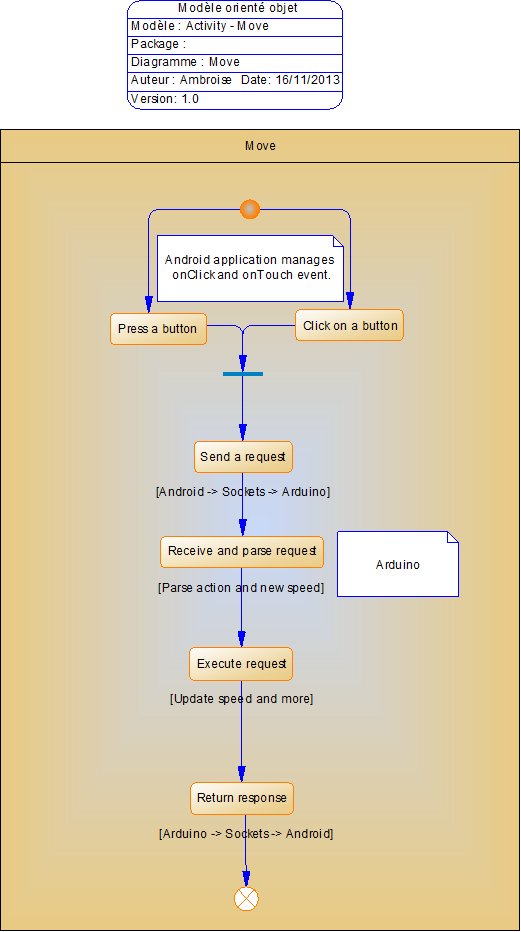 Modèle orienté objet
Modèle : Activity - Move
Package :
Diagramme : Move
Auteur : Ambroise Date: 16/11/2013
Version: 1.0
Move
Android application manages
onClick and onTouch event.
Press a button
Click on a button
Send a request
[Android -> Sockets -> Arduino]
Receive and parse request
Arduino
[Parse action and new speed]
Execute request
[Update speed and more]
Return response
[Arduino -> Sockets -> Android]